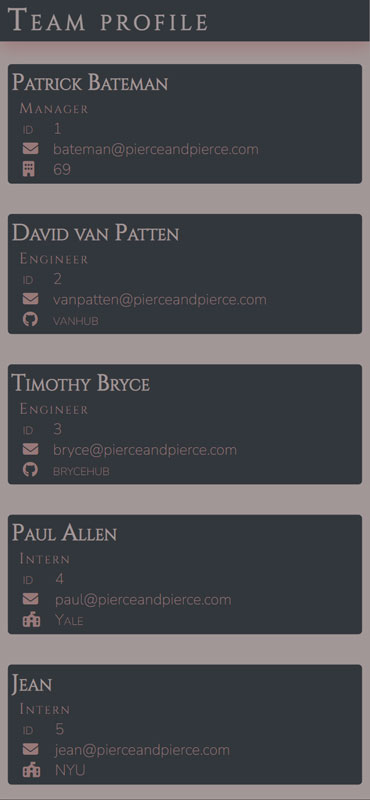 Team profile
Patrick Bateman
Manager
ID 1
bateman@pierceandpierce.com
69
David van Patten
Engineer
ID 2
vanpatten@pierceandpierce.com
vanhub
Timothy Bryce
Engineer
ID 3
bryce@pierceandpierce.com
brycehub
Paul Allen
Intern
ID 4
paul@pierceandpierce.com
Yale
Jean
Intern
ID 5
jean@pierceandpierce.com
NYU